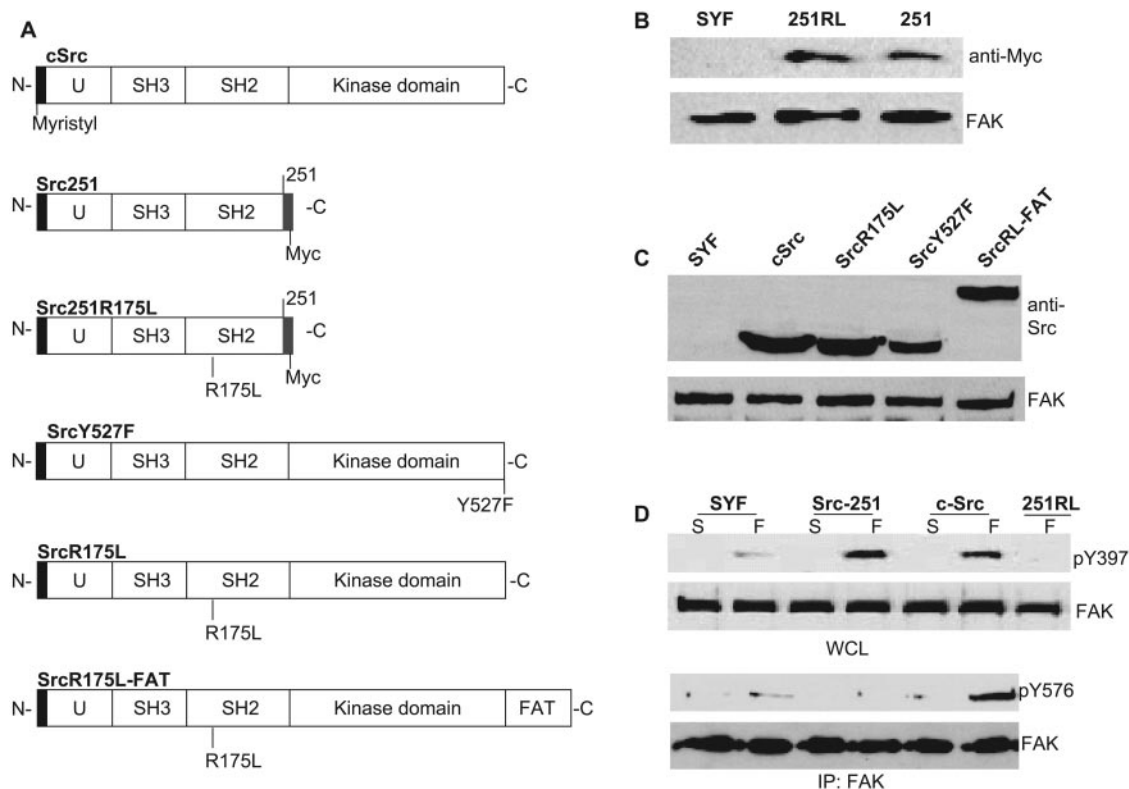 A
cSrc
N- U SH3 SH2 Kinase domain -C
Myristyl
Src251
251
N- U SH3 SH2 -C
Myc
Src251R175L
251
N- U SH3 SH2 -C
R175L
Myc
SrcY527F
N- U SH3 SH2 Kinase domain -C
Y527F
SrcR175L
N- U SH3 SH2 Kinase domain -C
R175L
SrcR175L-FAT
N- U SH3 SH2 Kinase domain FAT -C
R175L
B
SYF 251RL 251
anti-Myc
FAK
C
SYF cSrc SrcR175L SrcY527F SrcRL-FAT
anti-
Src
FAK
D
SYF Src-251 c-Src 251RL
S F S F S F F
pY397
FAK
WCL
pY576
FAK
IP: FAK